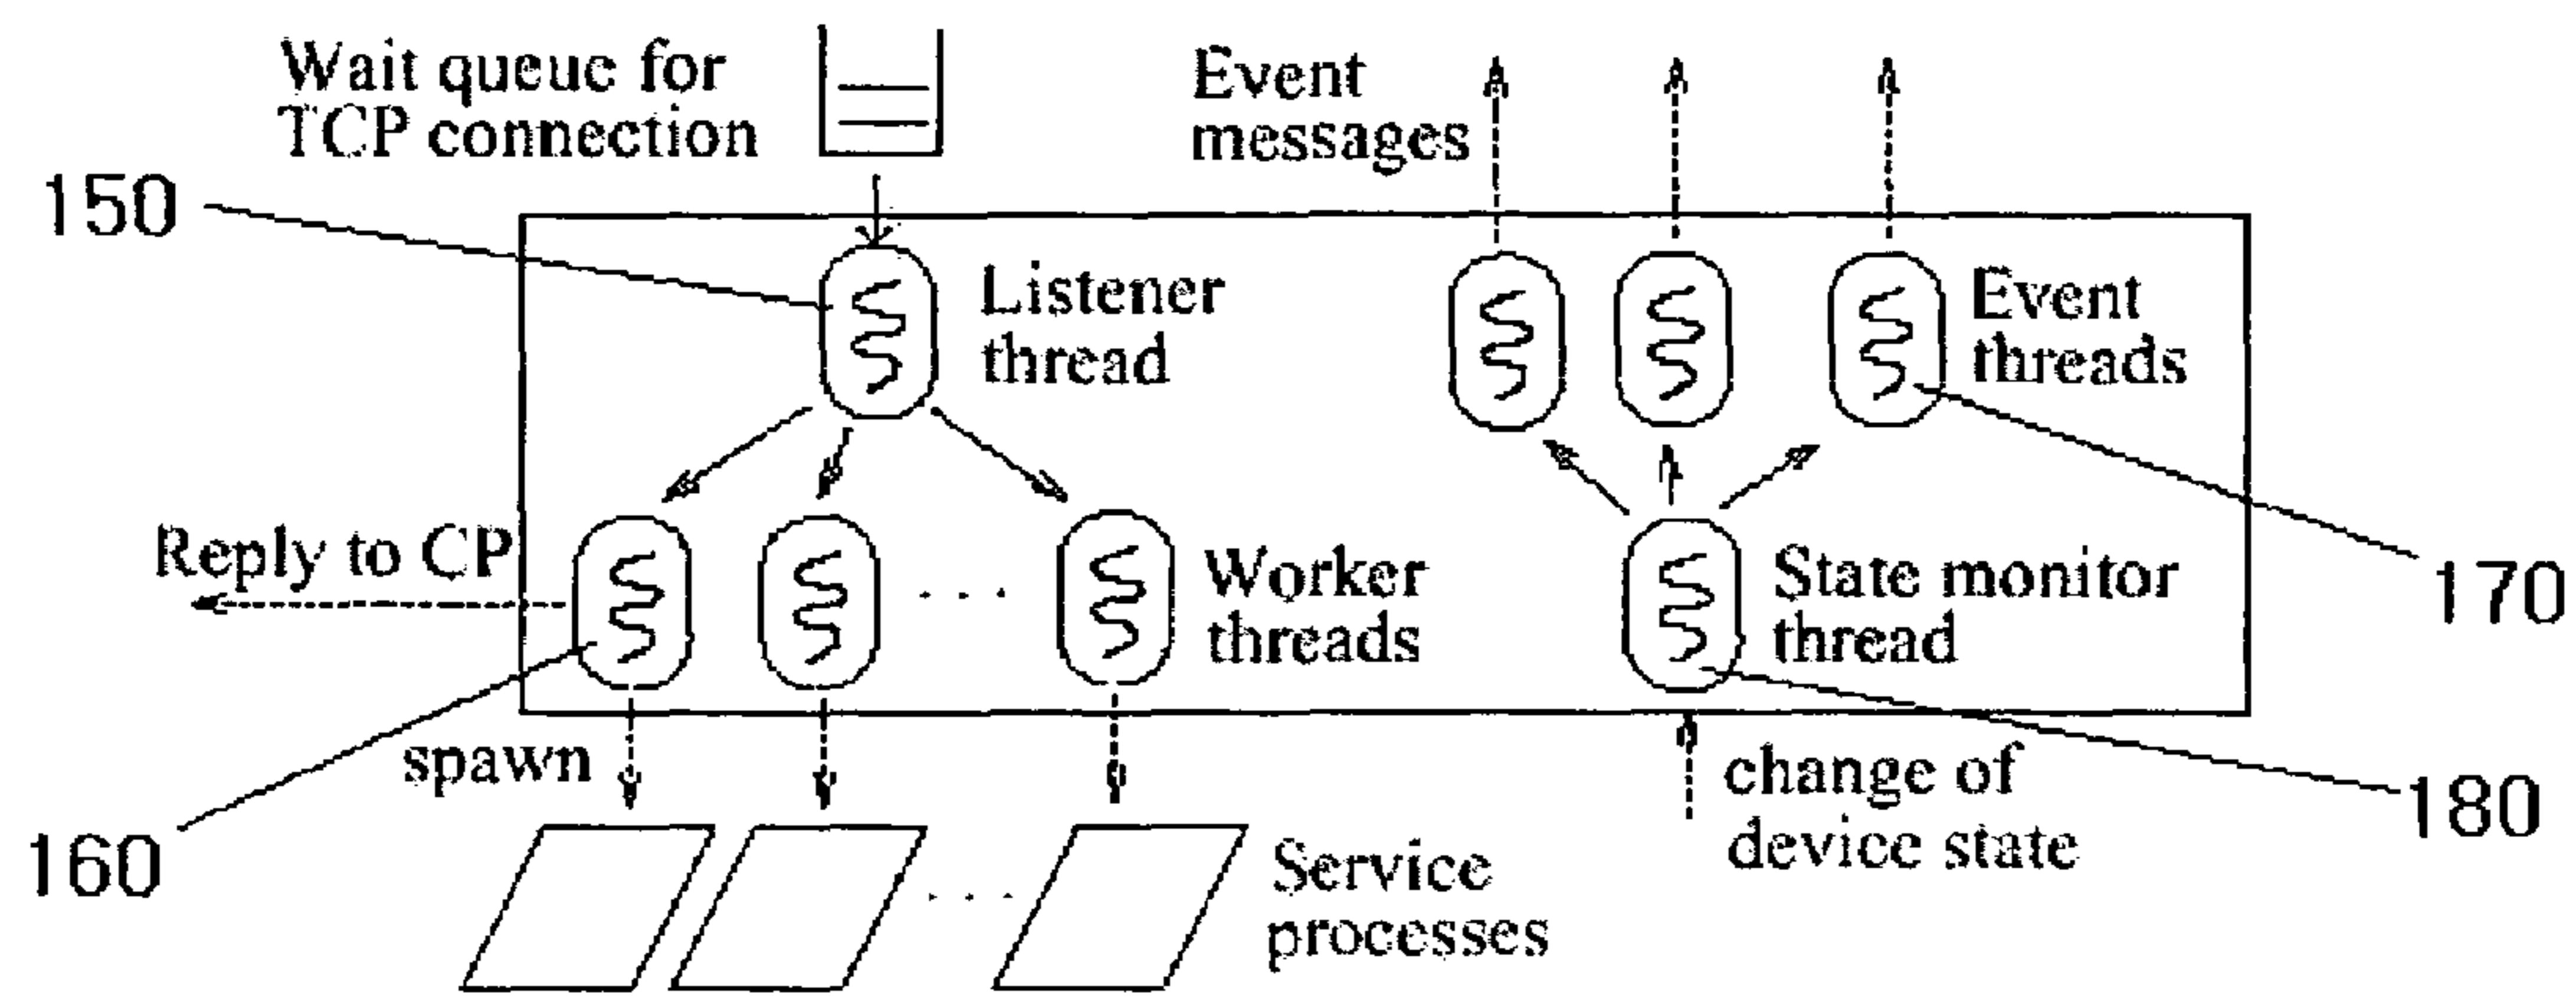 Wait queue for
TCP connection
Event
messages
150
Listener
thread
Event
threads
Reply to CP
Worker
threads
State monitor
thread
170
spawn
change of
device state
180
160
Service
processes